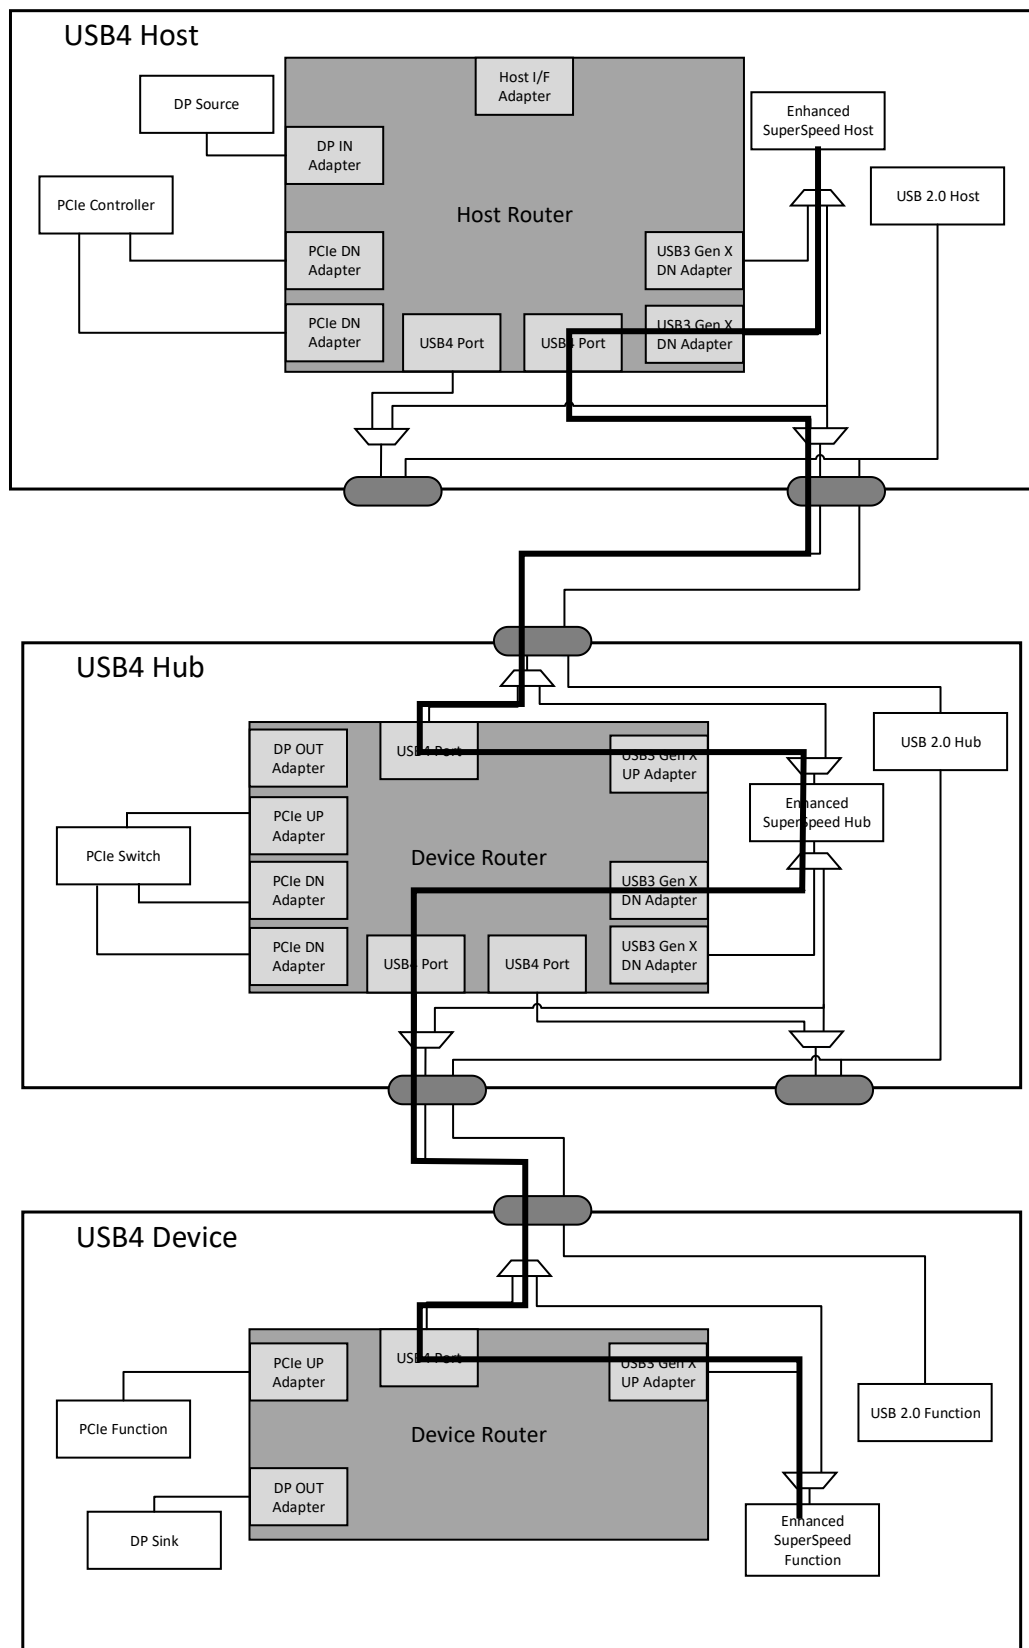 USB4 Host
Host I/F
Adapter
DP Source
Enhanced
SuperSpeed Host
DP IN
Adapter
PCIe Controller
USB 2.0 Host
Host Router
PCIe DN
Adapter
USB3 Gen X
DN Adapter
PCIe DN
Adapter
USB4 Port
USB4 Port
USB3 Gen X
DN Adapter
USB4 Hub
DP OUT
Adapter
USB4 Port
USB3 Gen X
UP Adapter
USB 2.0 Hub
PCIe UP
Adapter
Enhanced
SuperSpeed Hub
PCIe Switch
Device Router
PCIe DN
Adapter
USB3 Gen X
DN Adapter
PCIe DN
Adapter
USB4 Port
USB4 Port
USB3 Gen X
DN Adapter
USB4 Device
PCIe UP
Adapter
USB4 Port
USB3 Gen X
UP Adapter
PCIe Function
Device Router
USB 2.0 Function
DP OUT
Adapter
DP Sink
Enhanced
SuperSpeed
Function